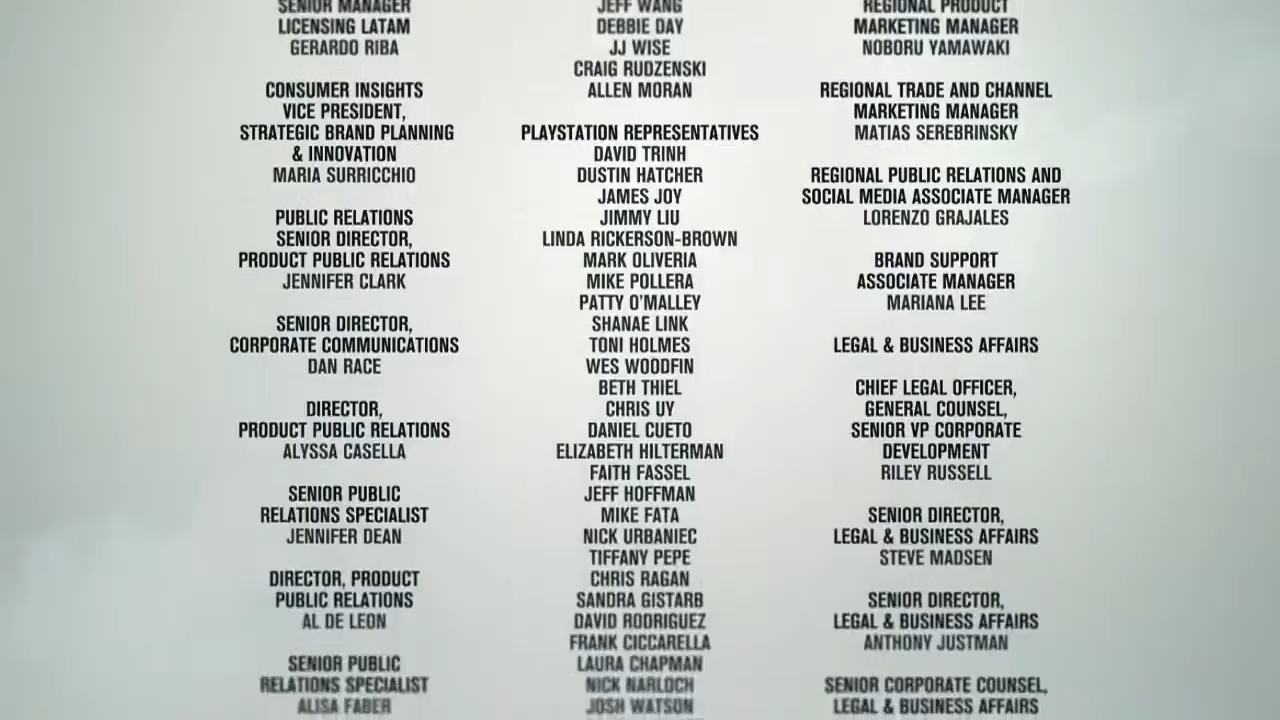 SENIOR MANAGER
LICENSING LATAM
GERARDO RIBA
CONSUMER INSIGHTS
VICE PRESIDENT,
STRATEGIC BRAND PLANNING
& INNOVATION
MARIA SURRICCHIO
PUBLIC RELATIONS
SENIOR DIRECTOR,
PRODUCT PUBLIC RELATIONS
JENNIFER CLARK
SENIOR DIRECTOR,
CORPORATE COMMUNICATIONS
DAN RACE
DIRECTOR,
PRODUCT PUBLIC RELATIONS
ALYSSA CASELLA
SENIOR PUBLIC
RELATIONS SPECIALIST
JENNIFER DEAN
DIRECTOR, PRODUCT
PUBLIC RELATIONS
AL DE LEON
SENIOR PUBLIC
RELATIONS SPECIALIST
ALISA FABER
JEFF WANG
DEBBIE DAY
JJ WISE
CRAIG RUDZENSKI
ALLEN MORAN
PLAYSTATION REPRESENTATIVES
DAVID TRINH
DUSTIN HATCHER
JAMES JOY
JIMMY LIU
LINDA RICKERSON-BROWN
MARK OLIVERIA
MIKE POLLERA
PATTY O'MALLEY
SHANAE LINK
TONI HOLMES
WES WOODFIN
BETH THIEL
CHRIS UY
DANIEL CUETO
ELIZABETH HILTERMAN
FAITH FASSEL
JEFF HOFFMAN
MIKE FATA
NICK URBANIEC
TIFFANY PEPE
CHRIS RAGAN
SANDRA GISTARB
DAVID RODRIGUEZ
FRANK CICCARELLA
LAURA CHAPMAN
NICK NARLOCH
JOSH WATSON
REGIONAL PRODUCT
MARKETING MANAGER
NOBORU YAMAWAKI
REGIONAL TRADE AND CHANNEL
MARKETING MANAGER
MATIAS SEREBRINSKY
REGIONAL PUBLIC RELATIONS AND
SOCIAL MEDIA ASSOCIATE MANAGER
LORENZO GRAJALES
BRAND SUPPORT
ASSOCIATE MANAGER
MARIANA LEE
LEGAL & BUSINESS AFFAIRS
CHIEF LEGAL OFFICER,
GENERAL COUNSEL,
SENIOR VP CORPORATE
DEVELOPMENT
RILEY RUSSELL
SENIOR DIRECTOR,
LEGAL & BUSINESS AFFAIRS
STEVE MADSEN
SENIOR DIRECTOR,
LEGAL & BUSINESS AFFAIRS
ANTHONY JUSTMAN
SENIOR CORPORATE COUNSEL,
LEGAL & BUSINESS AFFAIRS